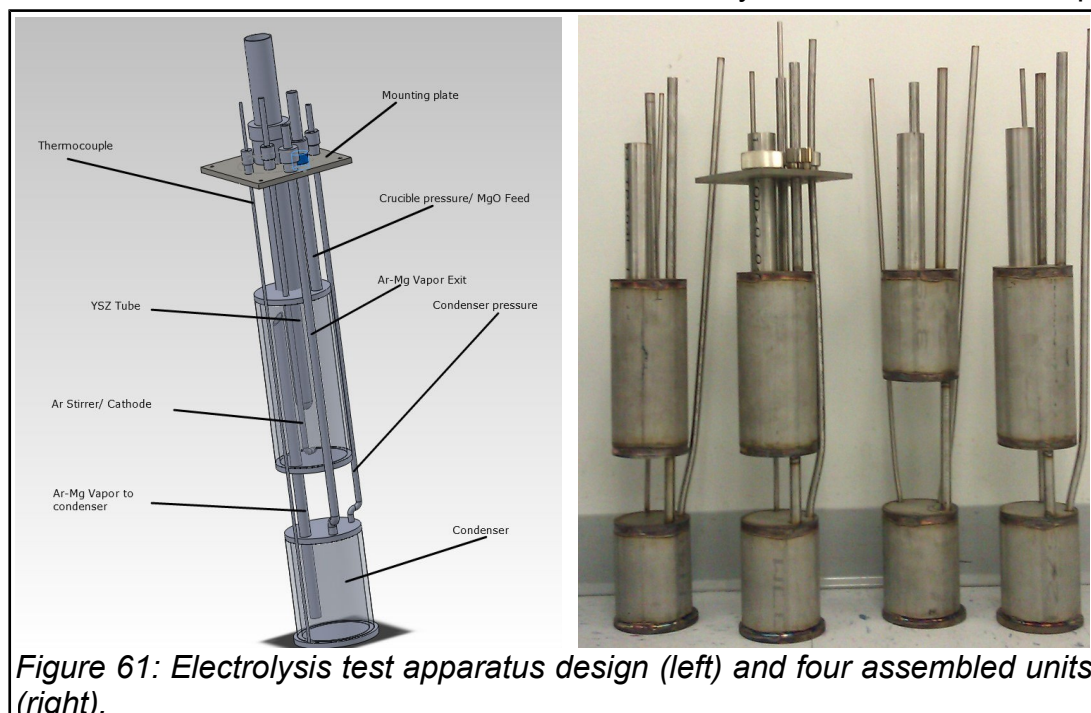 Mounting plate
Thermocouple
Crucible pressure/ MgO Feed
Ar-Mg Vapor Exit
YSZ Tube
Condenser pressure
Ar Stirrer/ Cathode
Ar-Mg Vapor to
condenser
Condenser
Figure 61: Electrolysis test apparatus design (left) and four assembled units
(right).